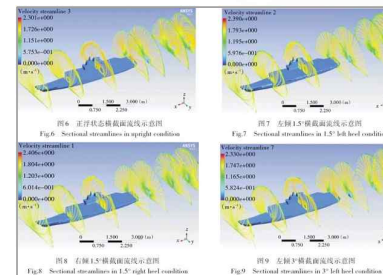 Velocity streamline 3
2.301e+000
1.726e+000
1.151e+000
5.753e-001
0.000e+000
(m·s⁻¹)
0 1.500 3.000 (m)
0.750 2.250
图6 正浮状态横截面流线示意图
Fig.6 Sectional streamlines in upright condition
Velocity streamline 2
2.390e+000
1.793e+000
1.195e+000
5.976e-001
0.000e+000
(m·s⁻¹)
0 1.500 3.000 (m)
0.750 2.250
图7 左倾1.5°横截面流线示意图
Fig.7 Sectional streamlines in 1.5° left heel conditi
Velocity streamline 1
2.406e+000
1.804e+000
1.203e+000
6.014e-001
0.000e+000
(m·s⁻¹)
0 1.500 3.000 (m)
0.750 2.250
图8 右倾1.5°横截面流线示意图
Fig.8 Sectional streamlines in 1.5° right heel condition
Velocity streamline 7
2.330e+000
1.747e+000
1.165e+000
5.824e-001
0.000e+000
(m·s⁻¹)
0 1.500 3.000 (m)
0.750 2.250
图9 左倾3°横截面流线示意图
Fig.9 Sectional streamlines in 3° left heel condition